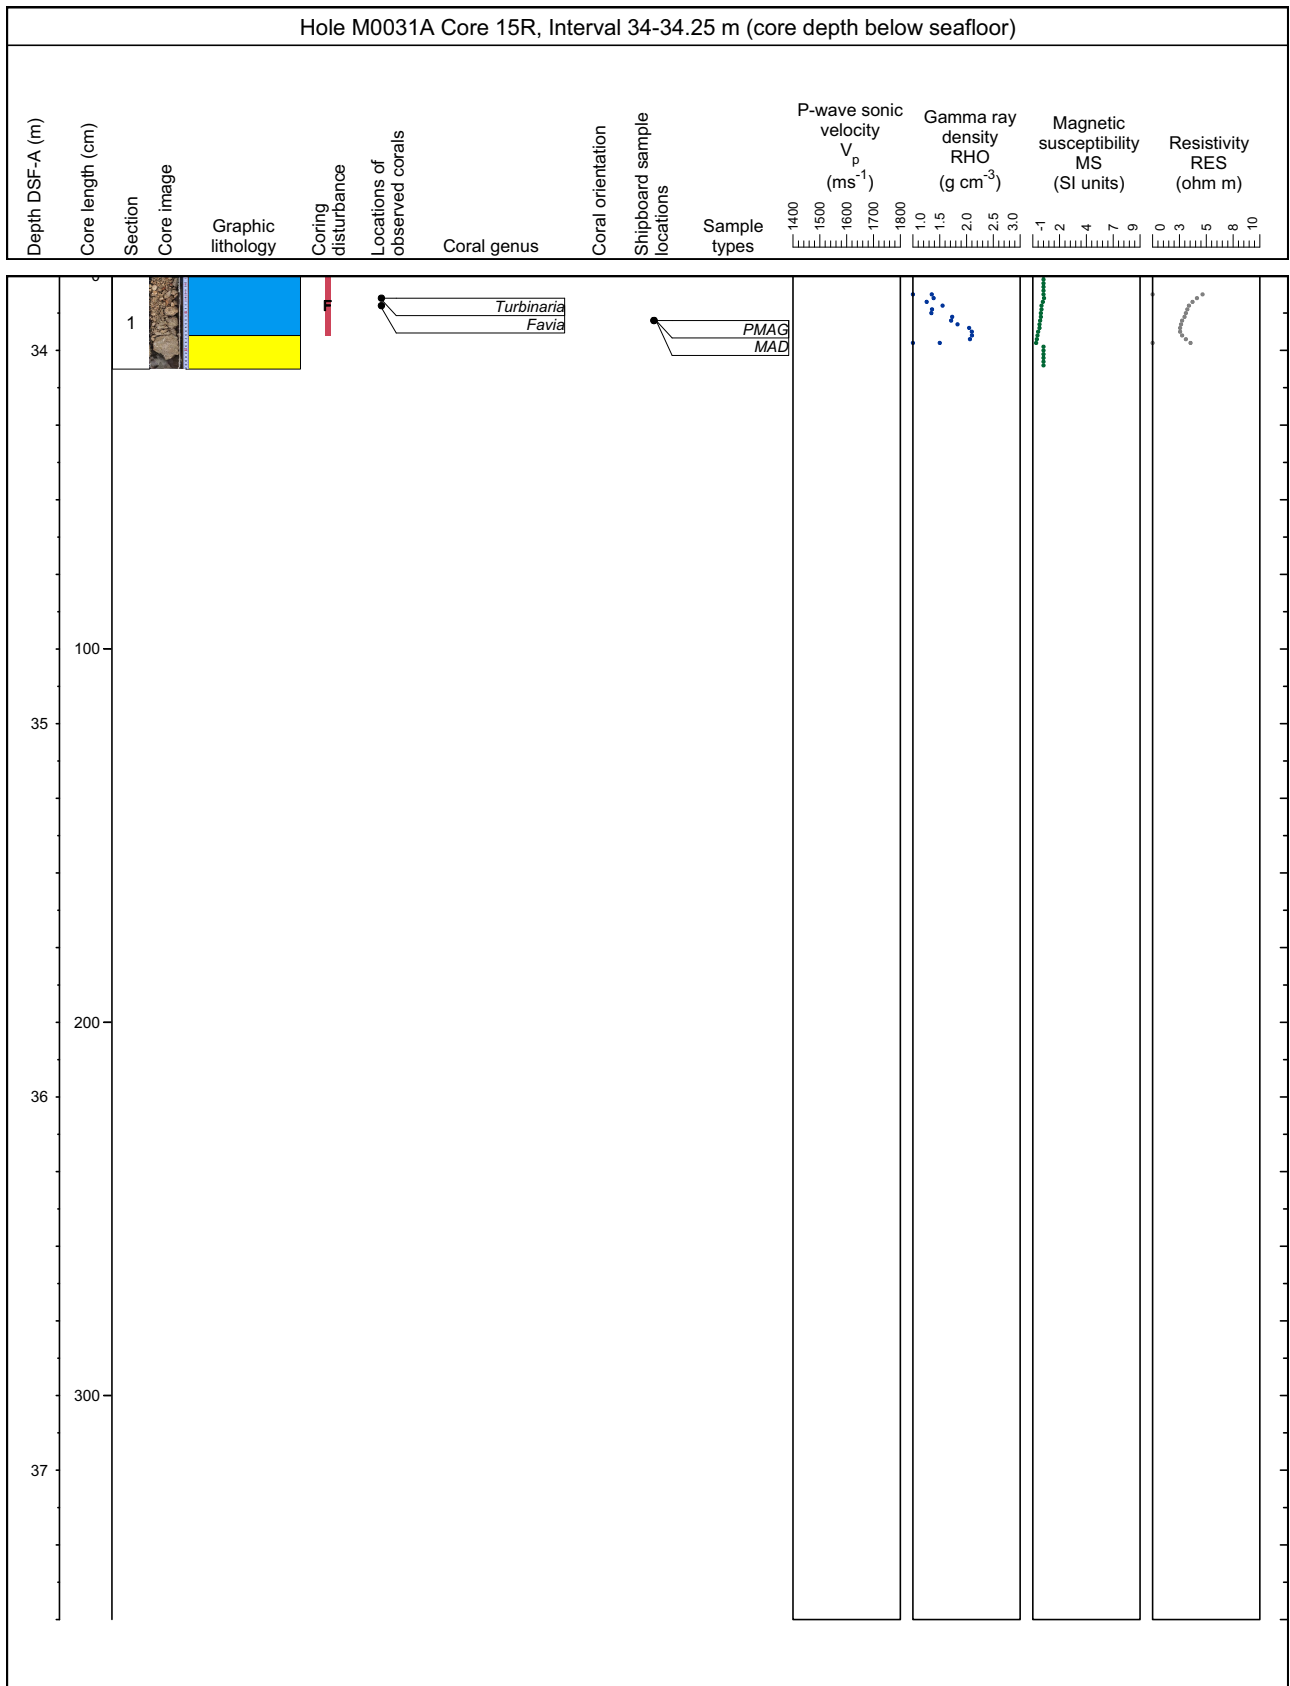 Hole M0031A Core 15R, Interval 34-34.25 m (core depth below seafloor)
Depth DSF-A (m)
Core length (cm)
Section
Core image
Graphic
lithology
Coring
disturbance
Locations of
observed corals
Coral genus
Coral orientation
Shipboard sample
locations
Sample
types
P-wave sonic
velocity
Vp
(ms-1)
1400
1500
1600
1700
1800
Gamma ray
density
RHO
(g cm-3)
1.0
1.5
2.0
2.5
3.0
Magnetic
susceptibility
MS
(SI units)
-1
2
4
7
9
Resistivity
RES
(ohm m)
0
3
5
8
10
0
1
F
Turbinaria
Favia
PMAG
MAD
34
100
35
200
36
300
37